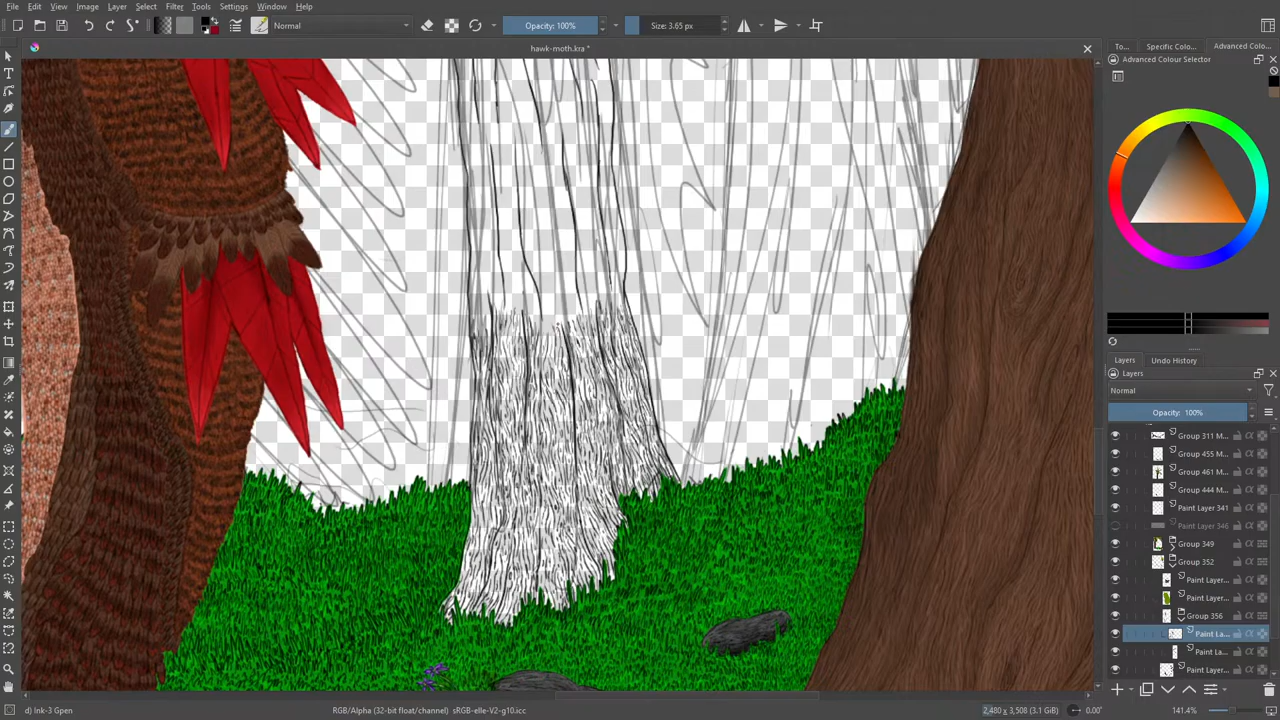 File Edit View Image Layer Select Filter Tools Settings Window Help
Normal
Opacity: 100%
Size: 3.65 px
hawk-moth.kra *
To... Specific Colo... Advanced Colo...
Advanced Colour Selector
Layers Undo History
Layers
Normal
Opacity: 100%
Group 311 M...
Group 455 M...
Group 461 M...
Group 444 M...
Paint Layer 341
Paint Layer 346
Group 349
Group 352
Paint Layer...
Paint Layer...
Group 356
Paint La...
Paint La...
Paint Layer...
d) Ink-3 Gpen
RGB/Alpha (32-bit float/channel) sRGB-elle-V2-g10.icc
2,480 x 3,508 (3.1 GiB)
0.00°
141.4%